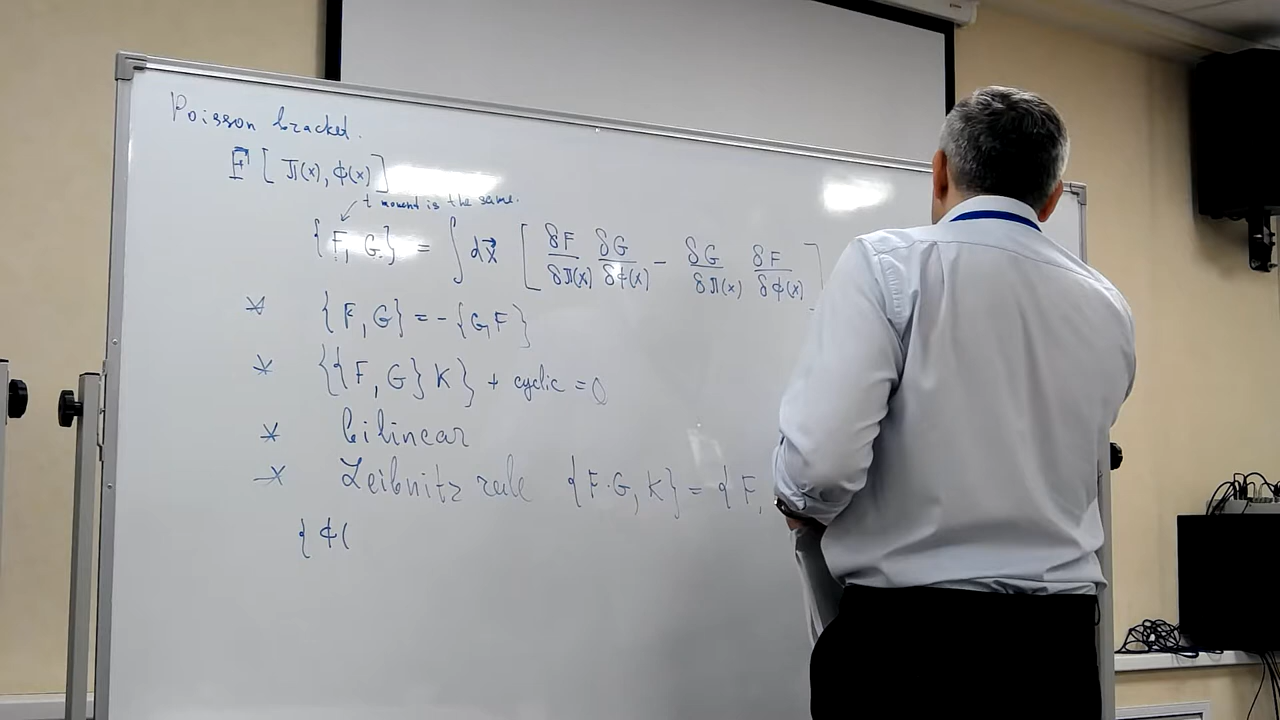 Poisson bracket.
F [ π(x), ϕ(x) ]
t moment is the same.
{ F, G } = ∫ dx⃗ [ δF/δπ(x) δG/δϕ(x) − δG/δπ(x) δF/δϕ(x) ]
* { F, G } = - { G, F }
* { { F, G } K } + cyclic = 0
* bilinear
* Leibnitz rule { F·G, K } = { F,
{ ϕ(